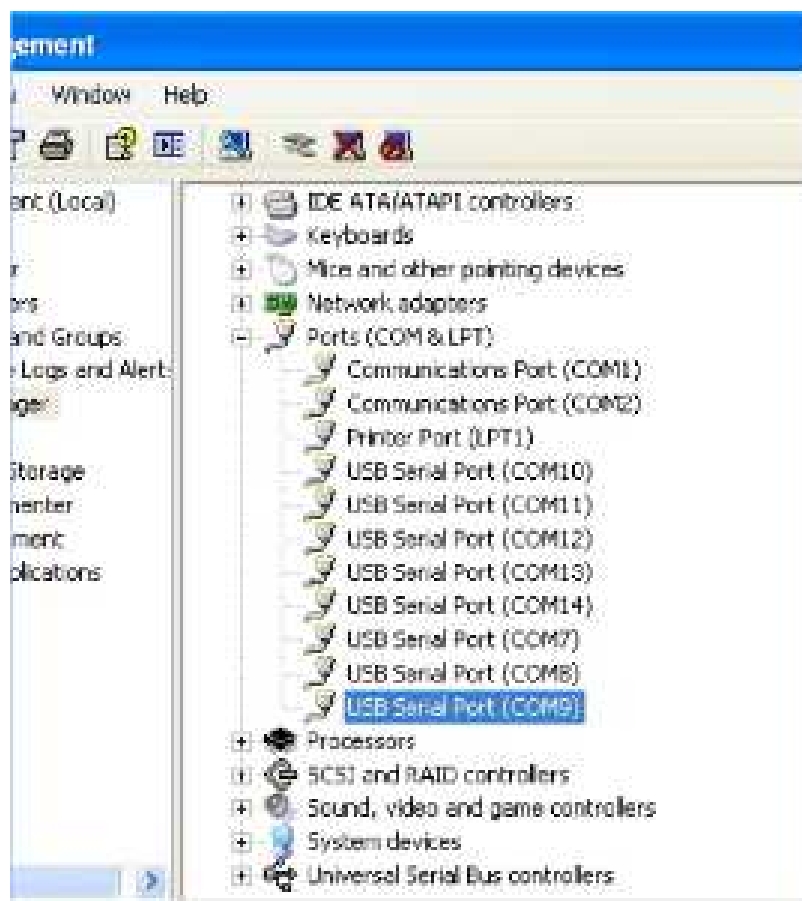 gement
Window Help
ent (Local)
r
ors
and Groups
Logs and Alert
ager
Storage
menter
ment
plications
IDE ATA/ATAPI controllers
Keyboards
Mice and other pointing devices
Network adapters
Ports (COM & LPT)
Communications Port (COM1)
Communications Port (COM2)
Printer Port (LPT1)
USB Serial Port (COM10)
USB Serial Port (COM11)
USB Serial Port (COM12)
USB Serial Port (COM13)
USB Serial Port (COM14)
USB Serial Port (COM7)
USB Serial Port (COM8)
USB Serial Port (COM9)
Processors
SCSI and RAID controllers
Sound, video and game controllers
System devices
Universal Serial Bus controllers